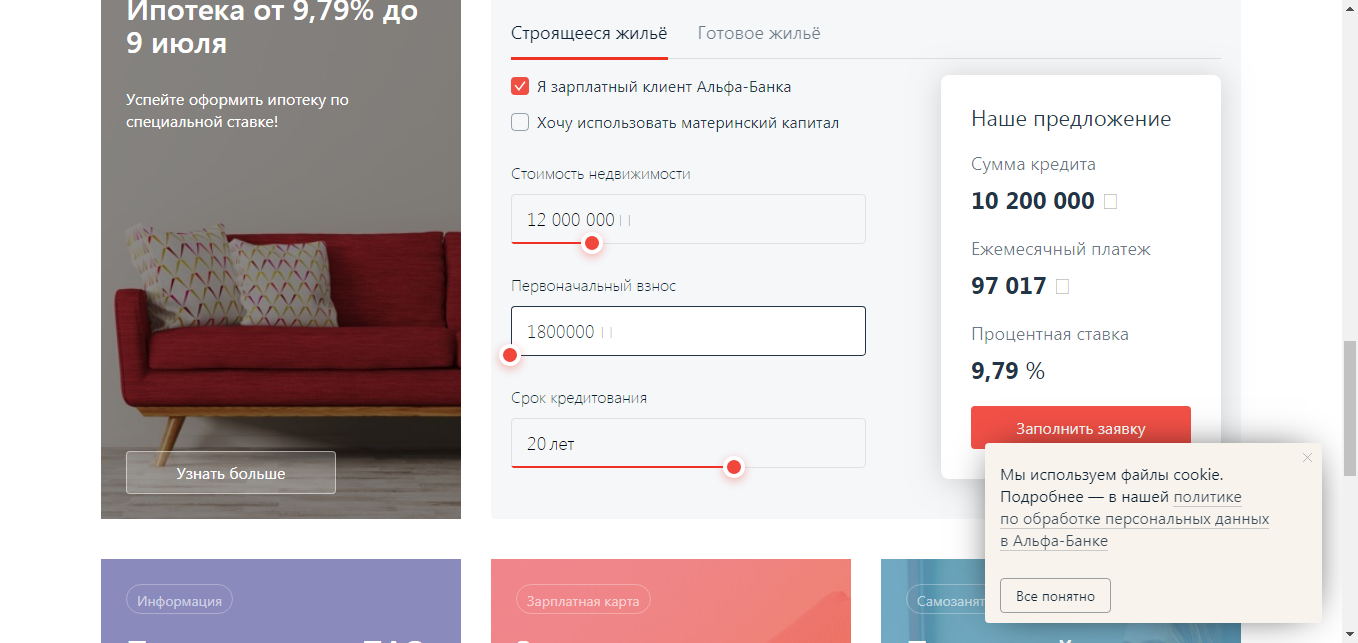 Ипотека от 9,79% до
9 июля
Успейте оформить ипотеку по
специальной ставке!
Узнать больше
Строящееся жильё
Готовое жильё
Я зарплатный клиент Альфа-Банка
Хочу использовать материнский капитал
Стоимость недвижимости
12 000 000
Первоначальный взнос
1800000
Срок кредитования
20 лет
Наше предложение
Сумма кредита
10 200 000
Ежемесячный платеж
97 017
Процентная ставка
9,79 %
Заполнить заявку
Мы используем файлы cookie.
Подробнее — в нашей политике
по обработке персональных данных
в Альфа-Банке
Все понятно
Информация
Зарплатная карта